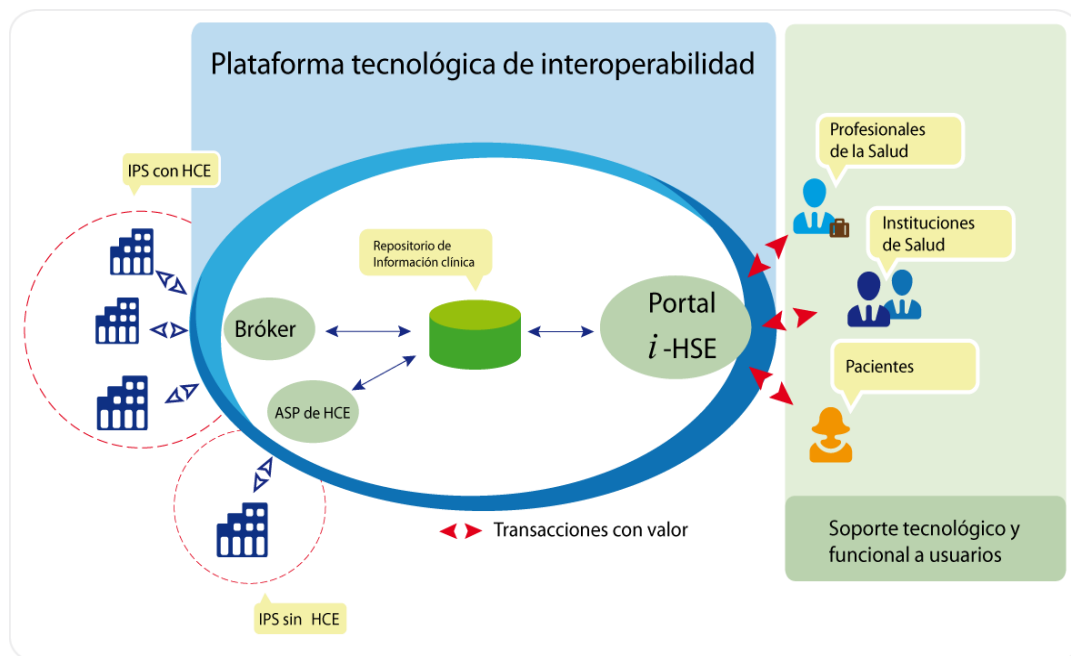 Plataforma tecnológica de interoperabilidad
IPS con HCE
Repositorio de
Información clínica
Bróker
ASP de HCE
Portal
i -HSE
Profesionales
de la Salud
Instituciones
de Salud
Pacientes
Transacciones con valor
IPS sin HCE
Soporte tecnológico y
funcional a usuarios